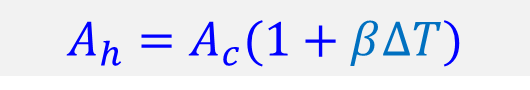 A_h = A_c(1 + βΔT)